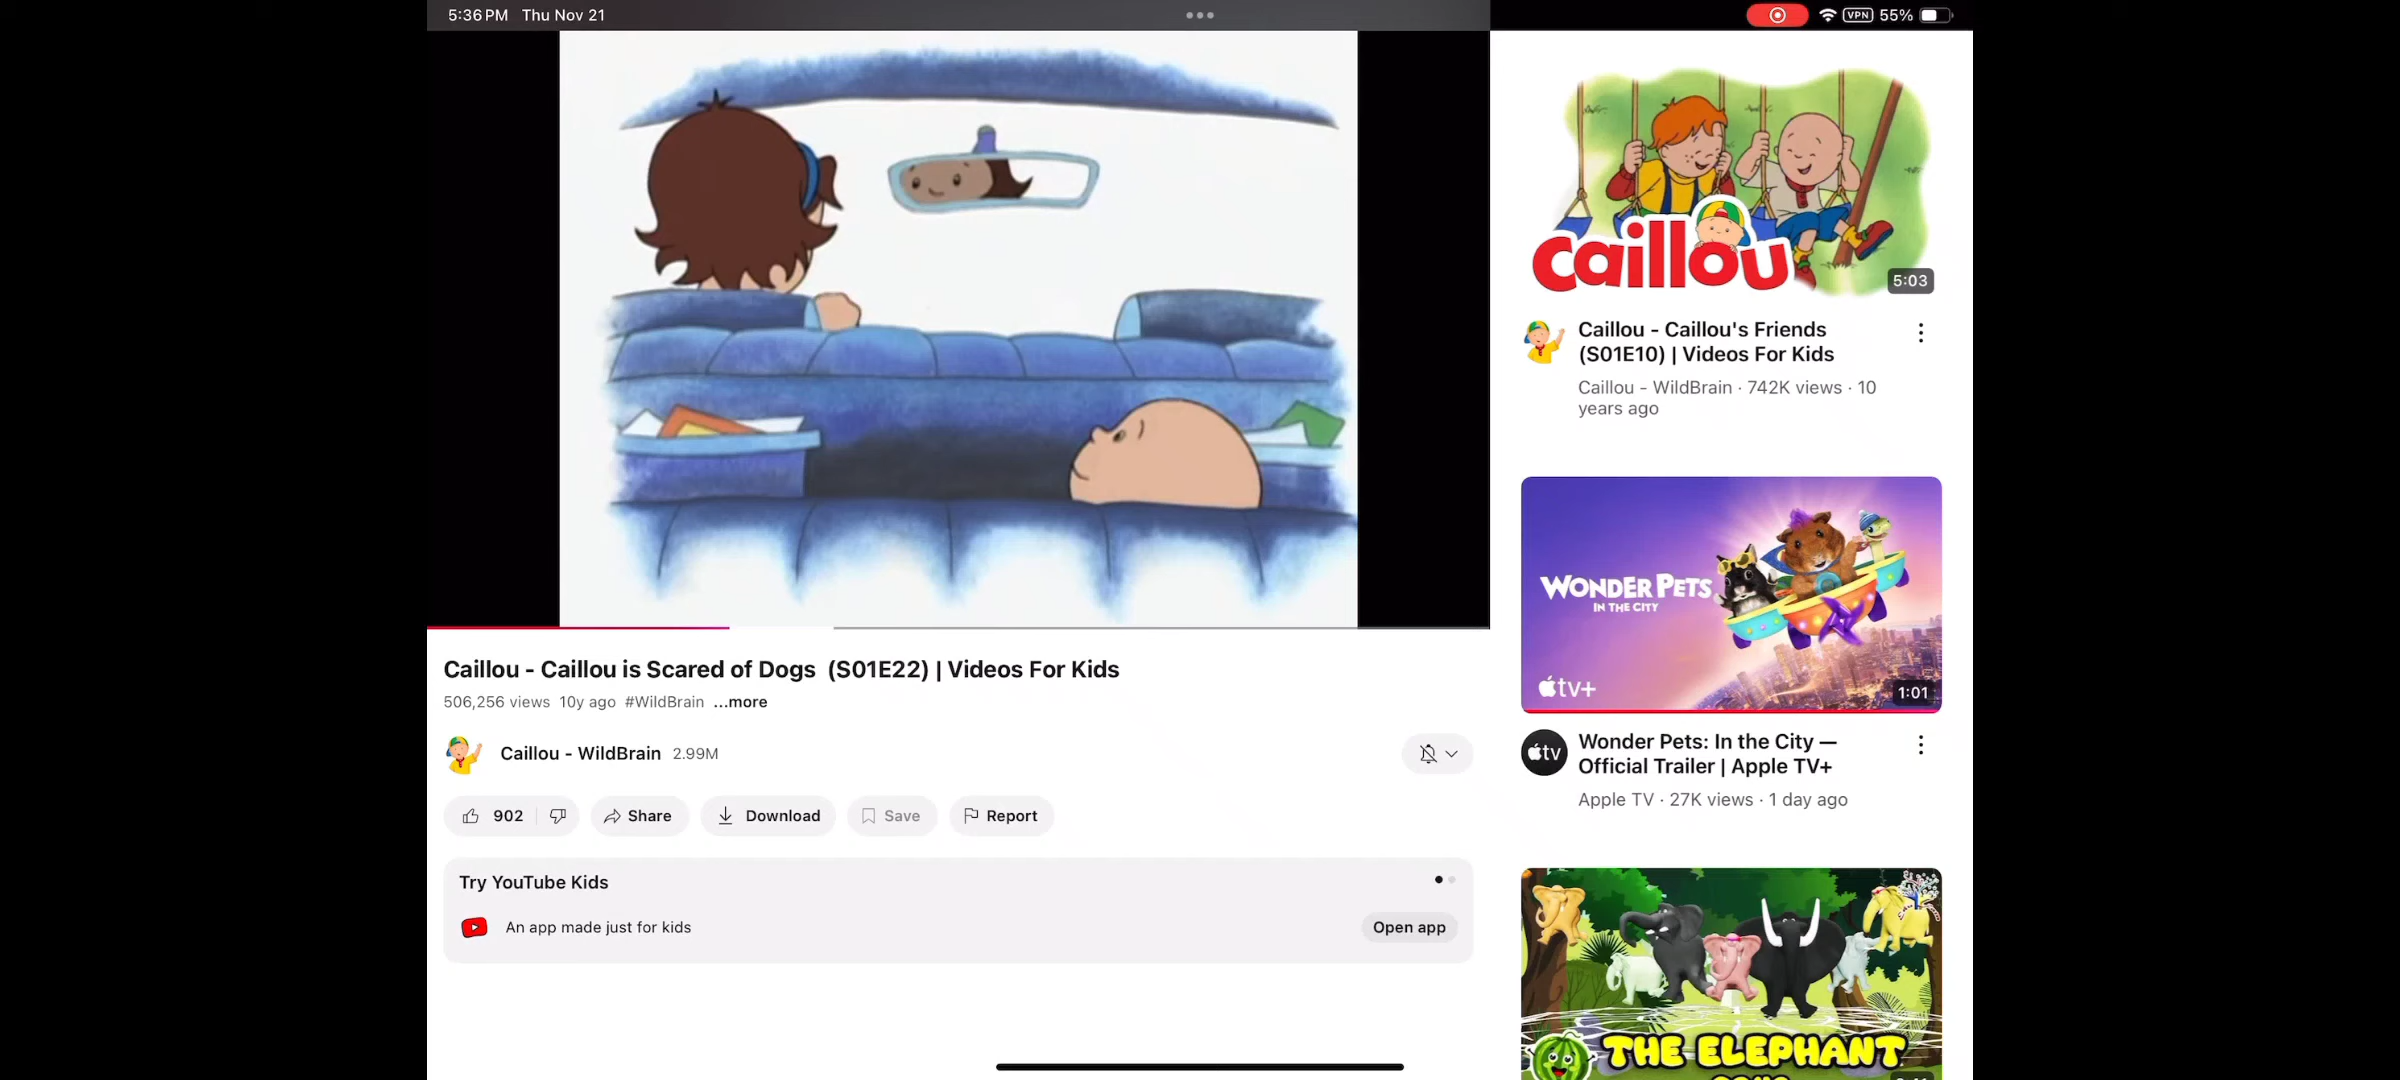 5:36 PM Thu Nov 21
VPN 55%
Caillou - Caillou is Scared of Dogs (S01E22) | Videos For Kids
506,256 views 10y ago #WildBrain ...more
Caillou - WildBrain 2.99M
902 Share Download Save Report
Try YouTube Kids
An app made just for kids
Open app
caillou
5:03
Caillou - Caillou's Friends
(S01E10) | Videos For Kids
Caillou - WildBrain · 742K views · 10
years ago
WONDER PETS
IN THE CITY
tv+
1:01
tv
Wonder Pets: In the City —
Official Trailer | Apple TV+
Apple TV · 27K views · 1 day ago
THE ELEPHANT